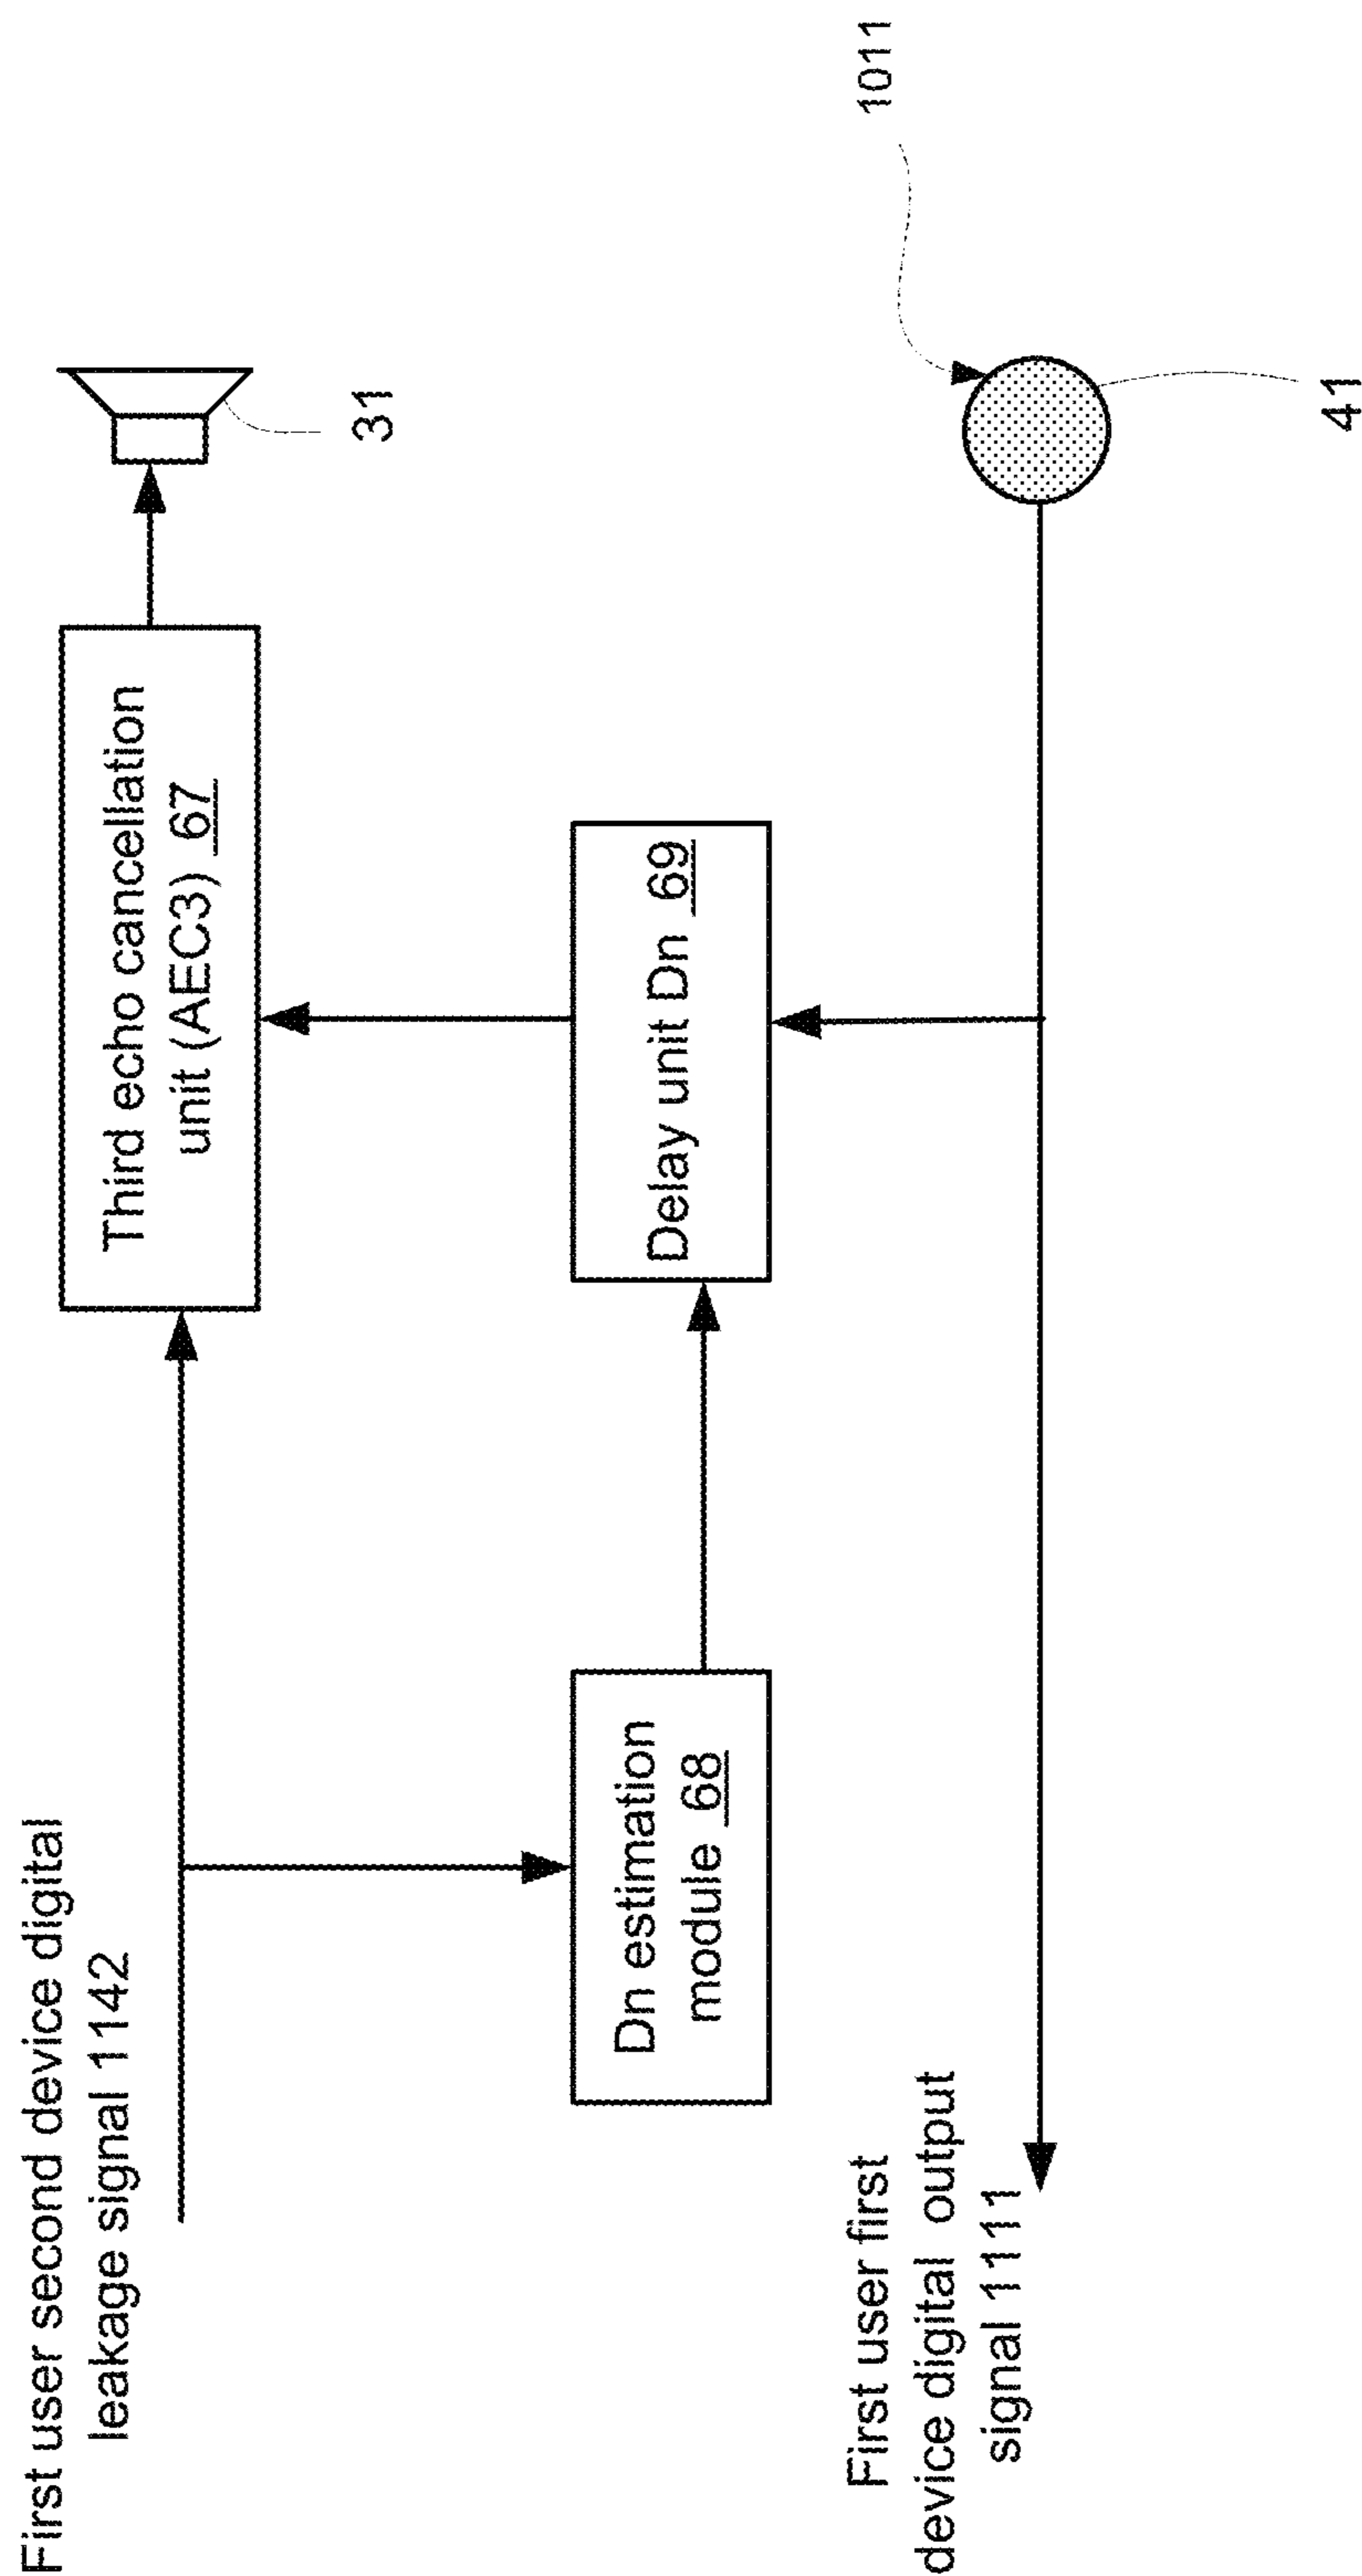 First user second device digital
leakage signal 1142
Third echo cancellation
unit (AEC3) 67
31
Dn estimation
module 68
Delay unit Dn 69
1011
First user first
device digital output
signal 1111
41